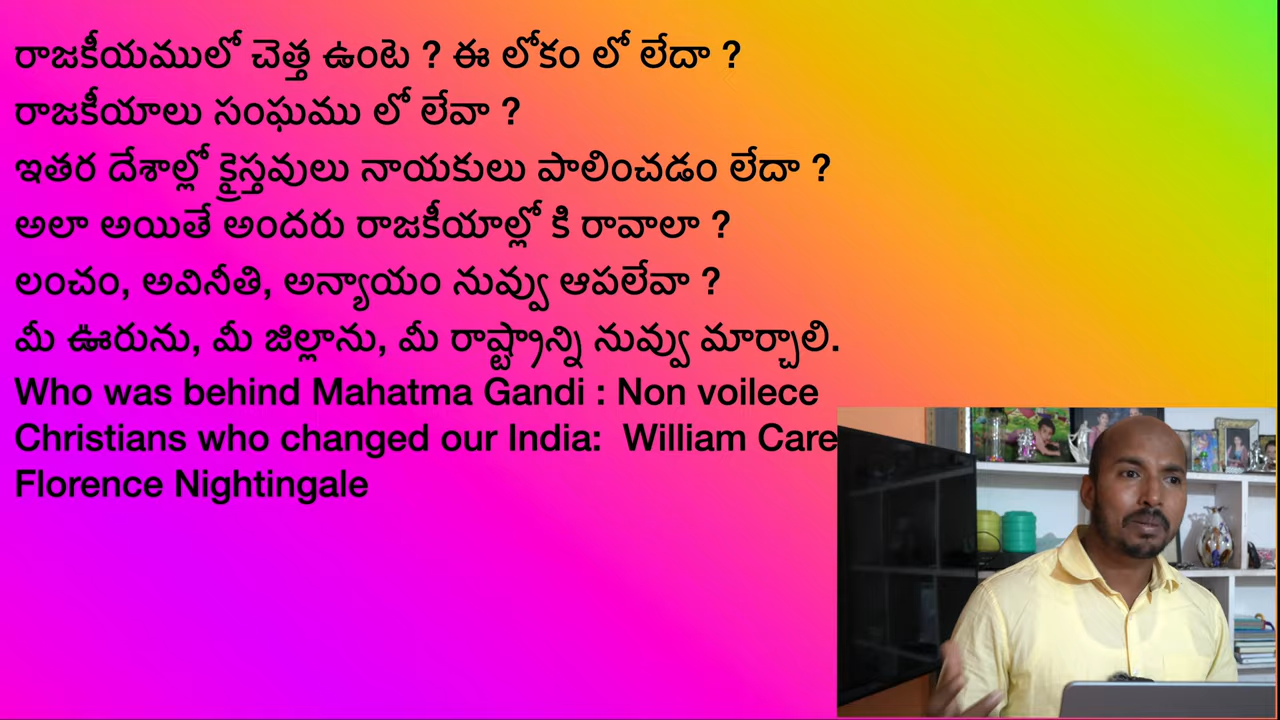 రాజకీయములో చెత్త ఉంటె ? ఈ లోకం లో లేదా ?
రాజకీయాలు సంఘము లో లేవా ?
ఇతర దేశాల్లో క్రైస్తవులు నాయకులు పాలించడం లేదా ?
అలా అయితే అందరు రాజకీయాల్లో కి రావాలా ?
లంచం, అవినీతి, అన్యాయం నువ్వు ఆపలేవా ?
మీ ఊరును, మీ జిల్లాను, మీ రాష్ట్రాన్ని నువ్వు మార్చాలి.
Who was behind Mahatma Gandi : Non voilece
Christians who changed our India:  William Care
Florence Nightingale